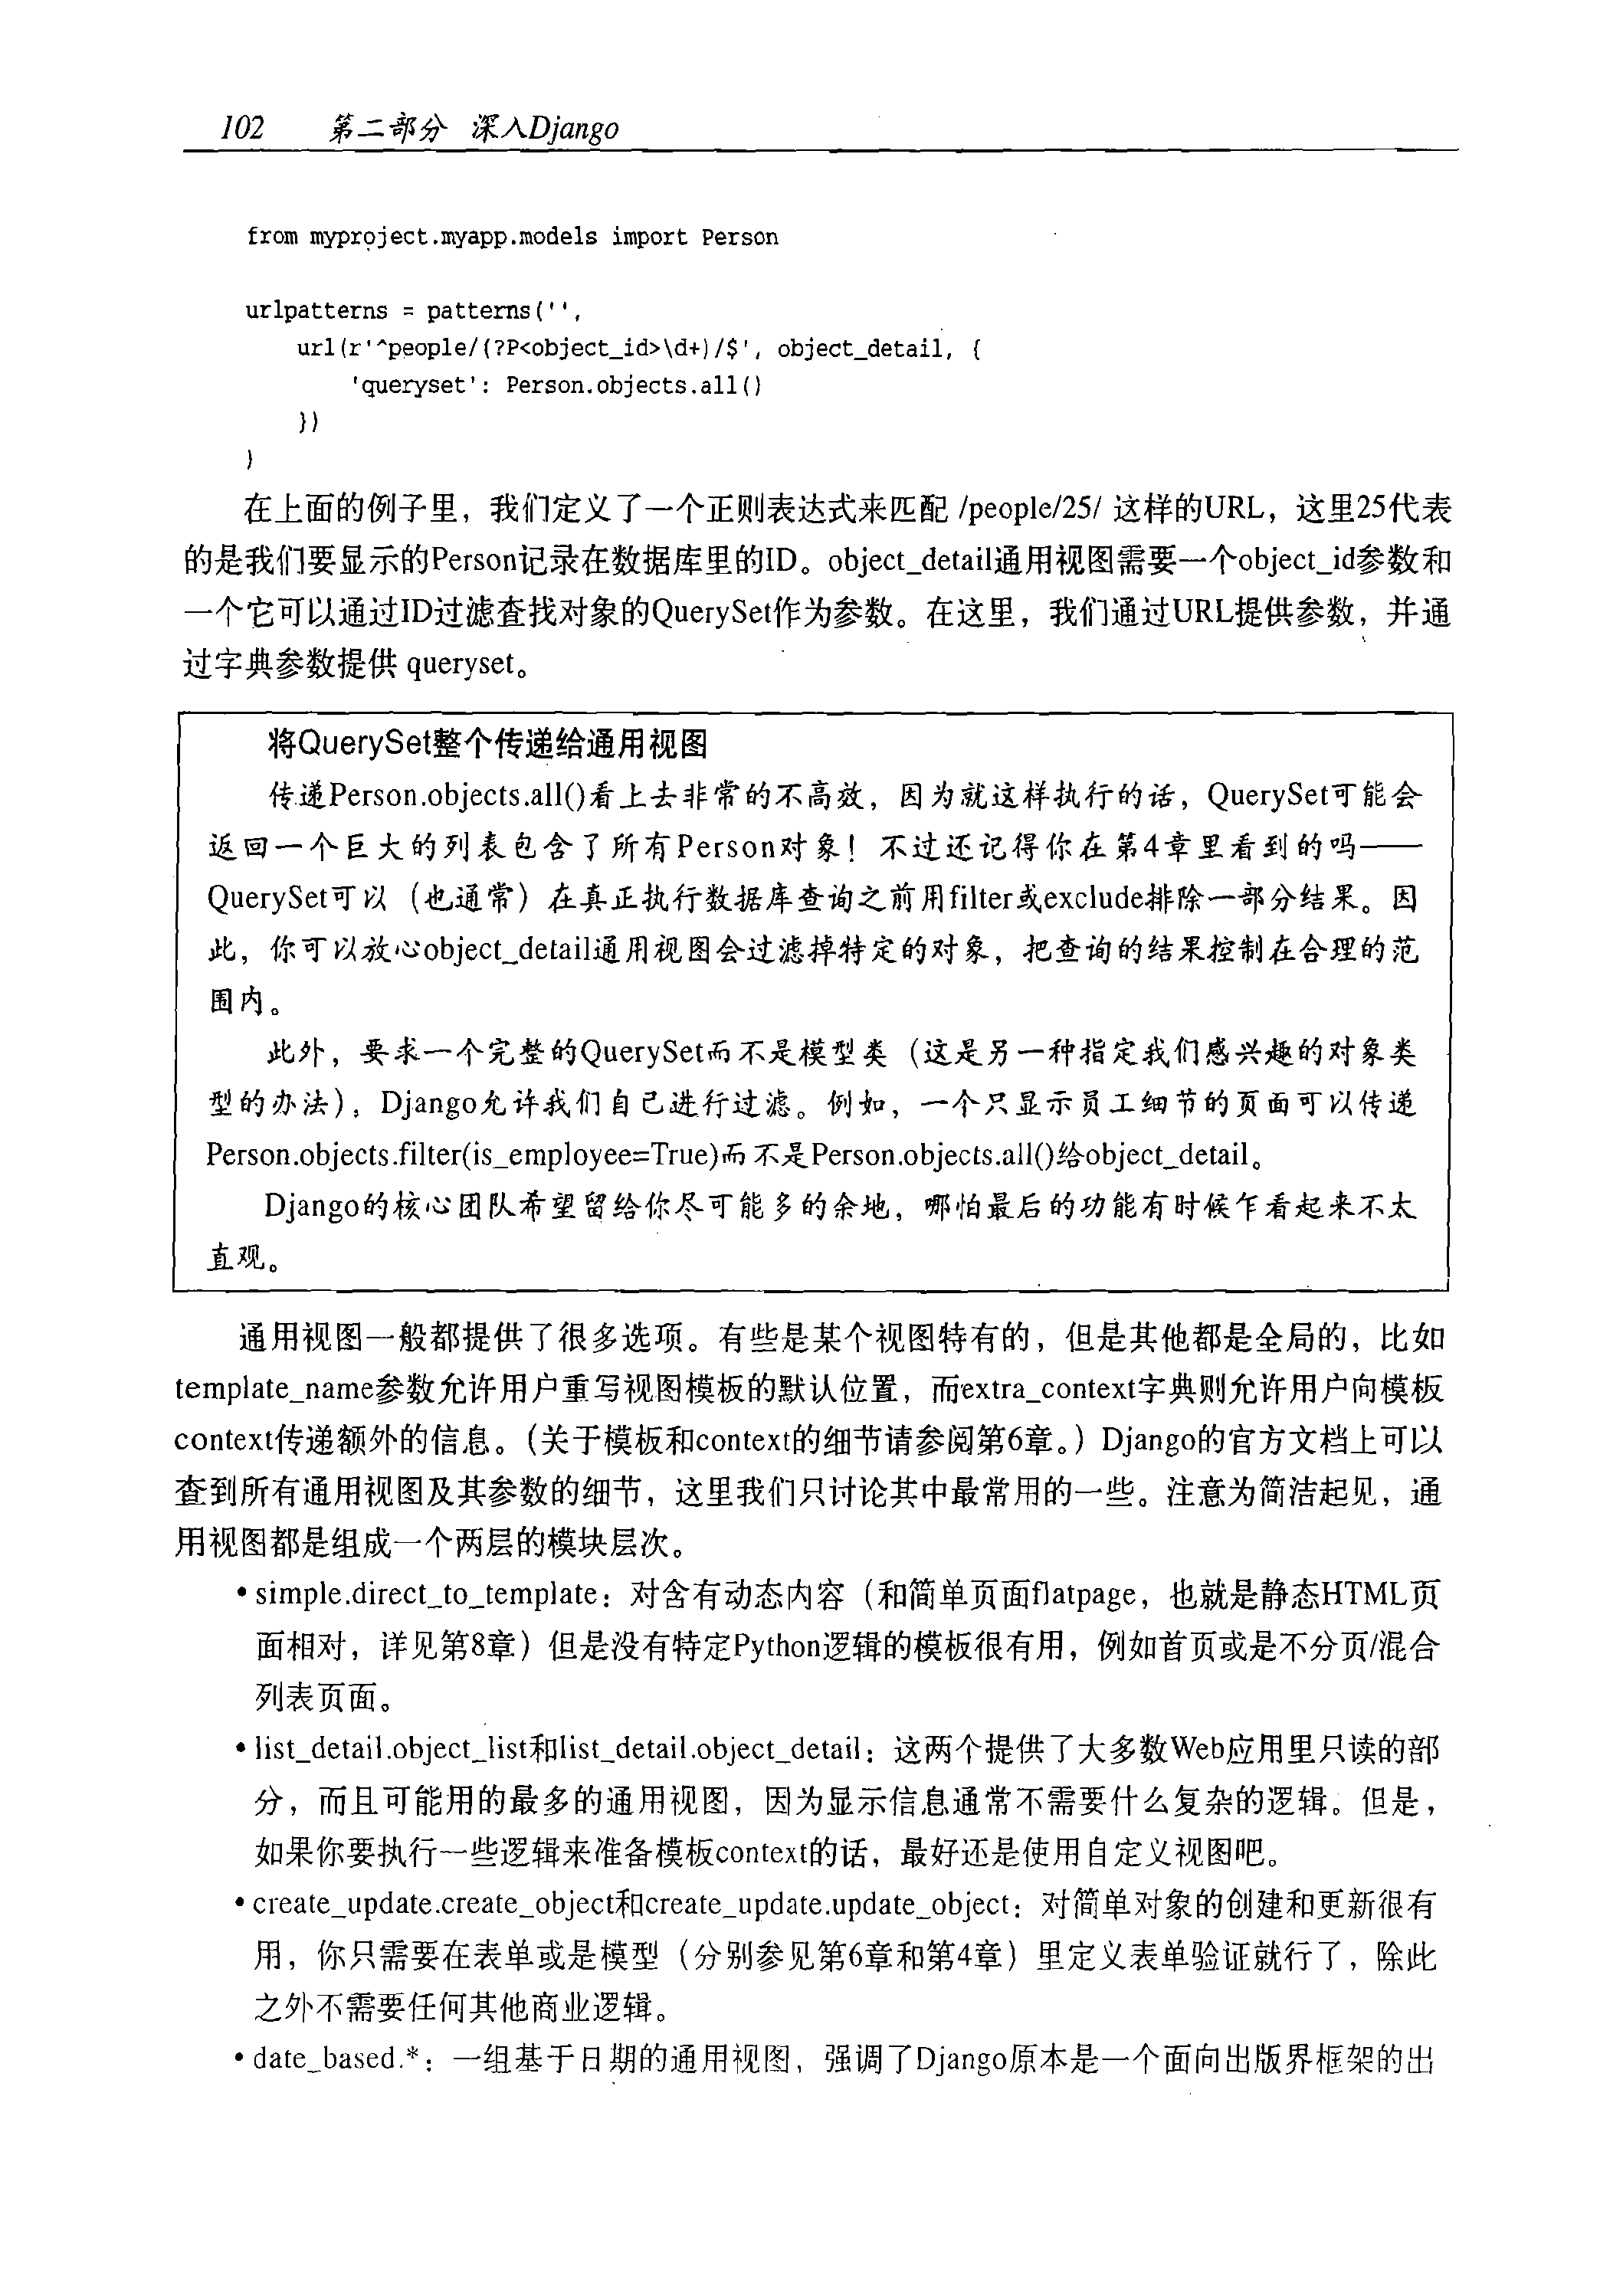 102 第二部分 深入Django
from myproject.myapp.models import Person
urlpatterns = patterns('',
url(r'^people/(?P<object_id>\d+)/$', object_detail, {
'queryset': Person.objects.all()
})
)
在上面的例子里，我们定义了一个正则表达式来匹配 /people/25/ 这样的URL，这里25代表
的是我们要显示的Person记录在数据库里的ID。object_detail通用视图需要一个object_id参数和
一个它可以通过ID过滤查找对象的QuerySet作为参数。在这里，我们通过URL提供参数，并通
过字典参数提供 queryset。
将QuerySet整个传递给通用视图
传递Person.objects.all()看上去非常的不高效，因为就这样执行的话，QuerySet可能会
返回一个巨大的列表包含了所有Person对象！不过还记得你在第4章里看到的吗——
QuerySet可以（也通常）在真正执行数据库查询之前用filter或exclude排除一部分结果。因
此，你可以放心object_detail通用视图会过滤掉特定的对象，把查询的结果控制在合理的范
围内。
此外，要求一个完整的QuerySet而不是模型类（这是另一种指定我们感兴趣的对象类
型的办法），Django允许我们自己进行过滤。例如，一个只显示员工细节的页面可以传递
Person.objects.filter(is_employee=True)而不是Person.objects.all()给object_detail。
Django的核心团队希望留给你尽可能多的余地，哪怕最后的功能有时候乍看起来不太
直观。
通用视图一般都提供了很多选项。有些是某个视图特有的，但是其他都是全局的，比如
template_name参数允许用户重写视图模板的默认位置，而extra_context字典则允许用户向模板
context传递额外的信息。（关于模板和context的细节请参阅第6章。）Django的官方文档上可以
查到所有通用视图及其参数的细节，这里我们只讨论其中最常用的一些。注意为简洁起见，通
用视图都是组成一个两层的模块层次。
•simple.direct_to_template：对含有动态内容（和简单页面flatpage，也就是静态HTML页
面相对，详见第8章）但是没有特定Python逻辑的模板很有用，例如首页或是不分页/混合
列表页面。
•list_detail.object_list和list_detail.object_detail：这两个提供了大多数Web应用里只读的部
分，而且可能用的最多的通用视图，因为显示信息通常不需要什么复杂的逻辑。但是，
如果你要执行一些逻辑来准备模板context的话，最好还是使用自定义视图吧。
•create_update.create_object和create_update.update_object：对简单对象的创建和更新很有
用，你只需要在表单或是模型（分别参见第6章和第4章）里定义表单验证就行了，除此
之外不需要任何其他商业逻辑。
•date_based.*：一组基于日期的通用视图，强调了Django原本是一个面向出版界框架的出